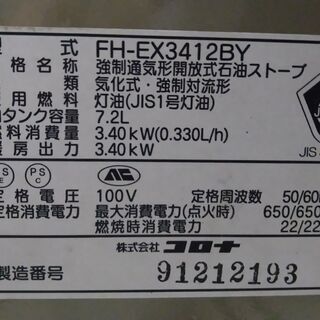 式 FH-EX3412BY
格名称 強制通気形開放式石油ストーブ
気化式・強制対流形
用燃料 灯油(JIS1号灯油)
タンク容量 7.2L
料消費量 3.40kW(0.330L/h)
房出力 3.40kW
定格電圧 100V 定格周波数 50/60
定格消費電力 最大消費電力(点火時) 650/650
燃焼時消費電力 22/22
株式会社 コロナ
製造番号 91212193
PS
C
JIS